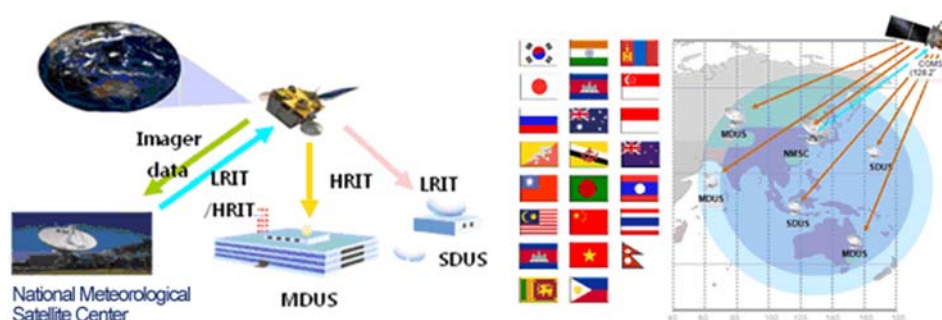 Imager
data
LRIT
/HRIT
HRIT
LRIT
SDUS
MDUS
National Meteorological
Satellite Center
COMS
(128.2°
MDUS
NMSC
SDUS
MDUS
SDUS
MDUS